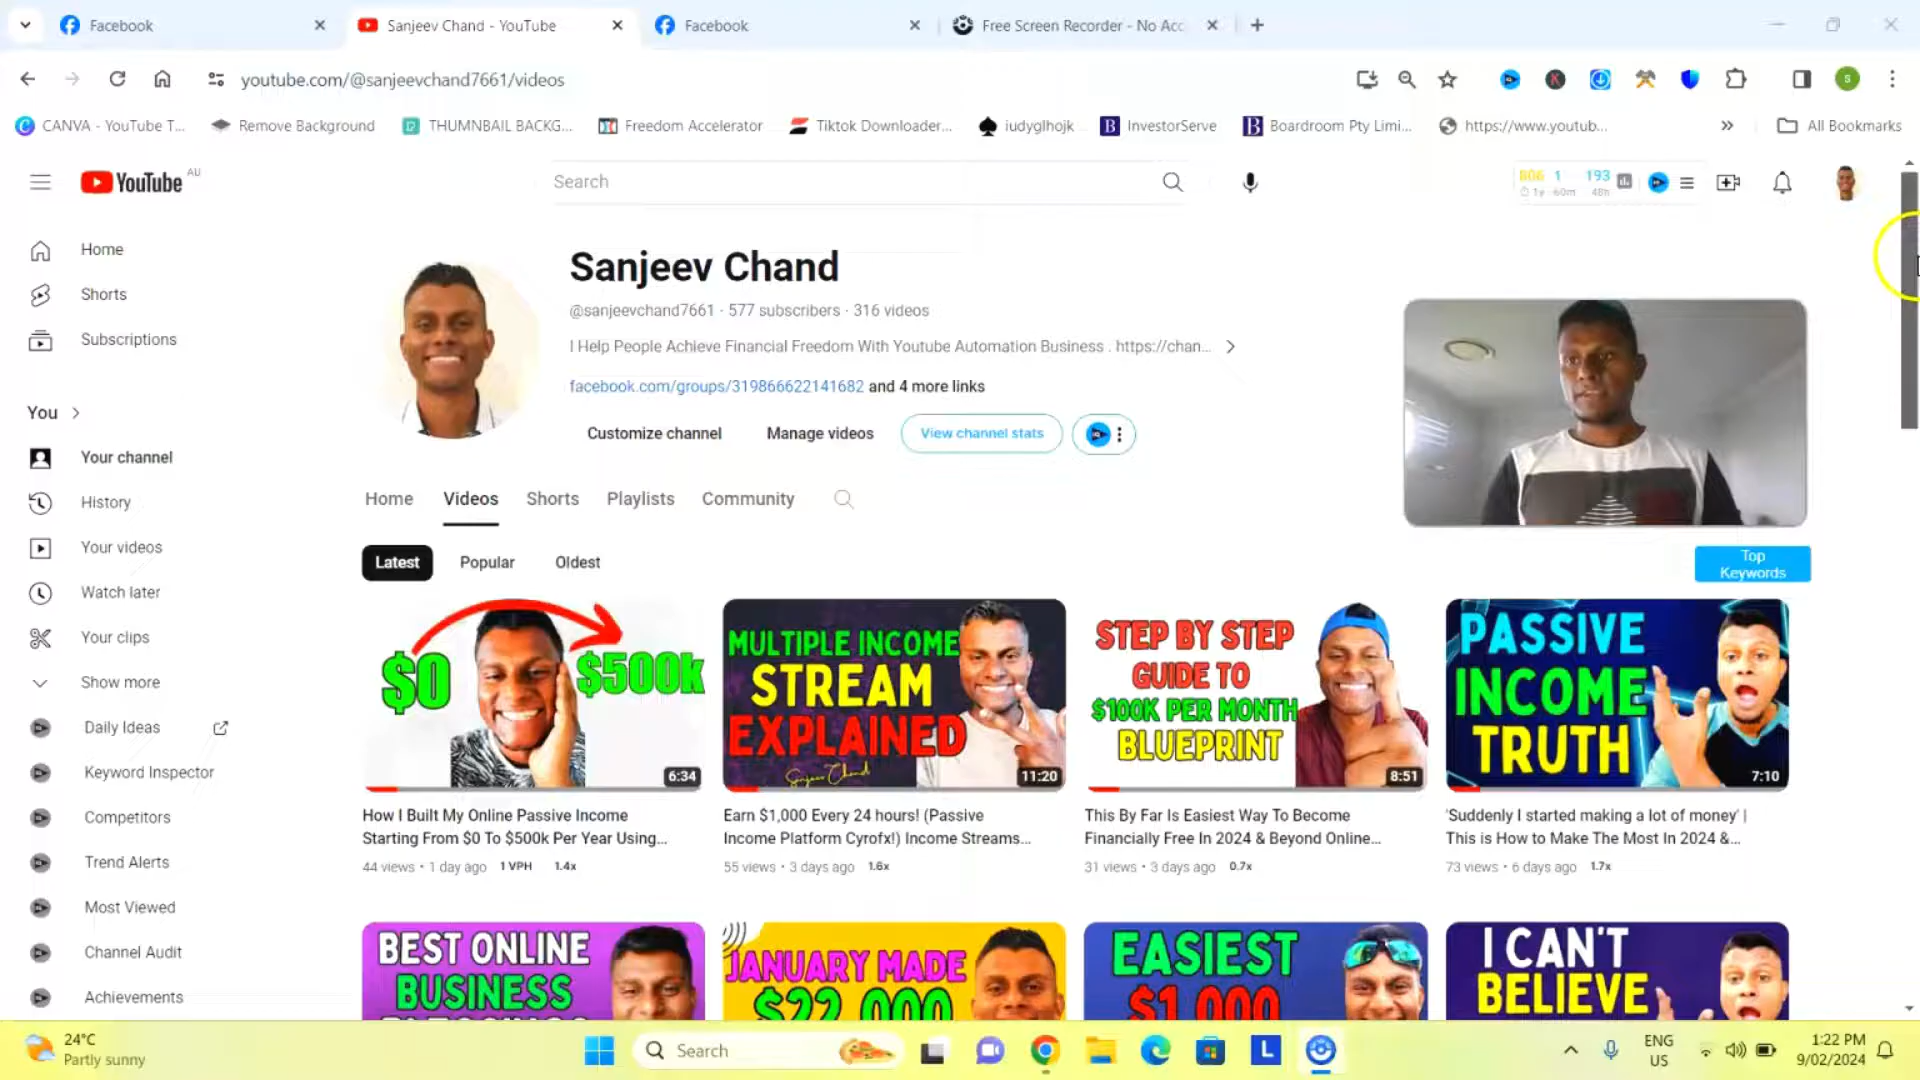 Facebook
Sanjeev Chand - YouTube
Facebook
Free Screen Recorder - No Acc
youtube.com/@sanjeevchand7661/videos
S
CANVA - YouTube T...
Remove Background
THUMNBAIL BACKG...
Freedom Accelerator
Tiktok Downloader...
iudyglhojk
InvestorServe
Boardroom Pty Limi...
https://www.youtub...
All Bookmarks
YouTube AU
Search
806 1 193
1y 60m 48h
Home
Shorts
Subscriptions
You
Your channel
History
Your videos
Watch later
Your clips
Show more
Daily Ideas
Keyword Inspector
Competitors
Trend Alerts
Most Viewed
Channel Audit
Achievements
Sanjeev Chand
@sanjeevchand7661 · 577 subscribers · 316 videos
I Help People Achieve Financial Freedom With Youtube Automation Business . https://chan...
facebook.com/groups/319866622141682 and 4 more links
Customize channel
Manage videos
View channel stats
Home
Videos
Shorts
Playlists
Community
Latest
Popular
Oldest
Top
Keywords
$0
$500k
6:34
How I Built My Online Passive Income
Starting From $0 To $500k Per Year Using...
44 views • 1 day ago 1 VPH 1.4x
MULTIPLE INCOME
STREAM
EXPLAINED
Sanjeev Chand
11:20
Earn $1,000 Every 24 hours! (Passive
Income Platform Cyrofx!) Income Streams...
55 views • 3 days ago 1.6x
STEP BY STEP
GUIDE TO
$100K PER MONTH
BLUEPRINT
8:51
This By Far Is Easiest Way To Become
Financially Free In 2024 & Beyond Online...
31 views • 3 days ago 0.7x
PASSIVE
INCOME
TRUTH
7:10
'Suddenly I started making a lot of money' |
This is How to Make The Most In 2024 &...
73 views • 6 days ago 1.7x
BEST ONLINE
BUSINESS
JANUARY MADE
$22,000
EASIEST
$1,000
I CAN'T
BELIEVE
24°C
Partly sunny
Search
L
ENG
US
1:22 PM
9/02/2024